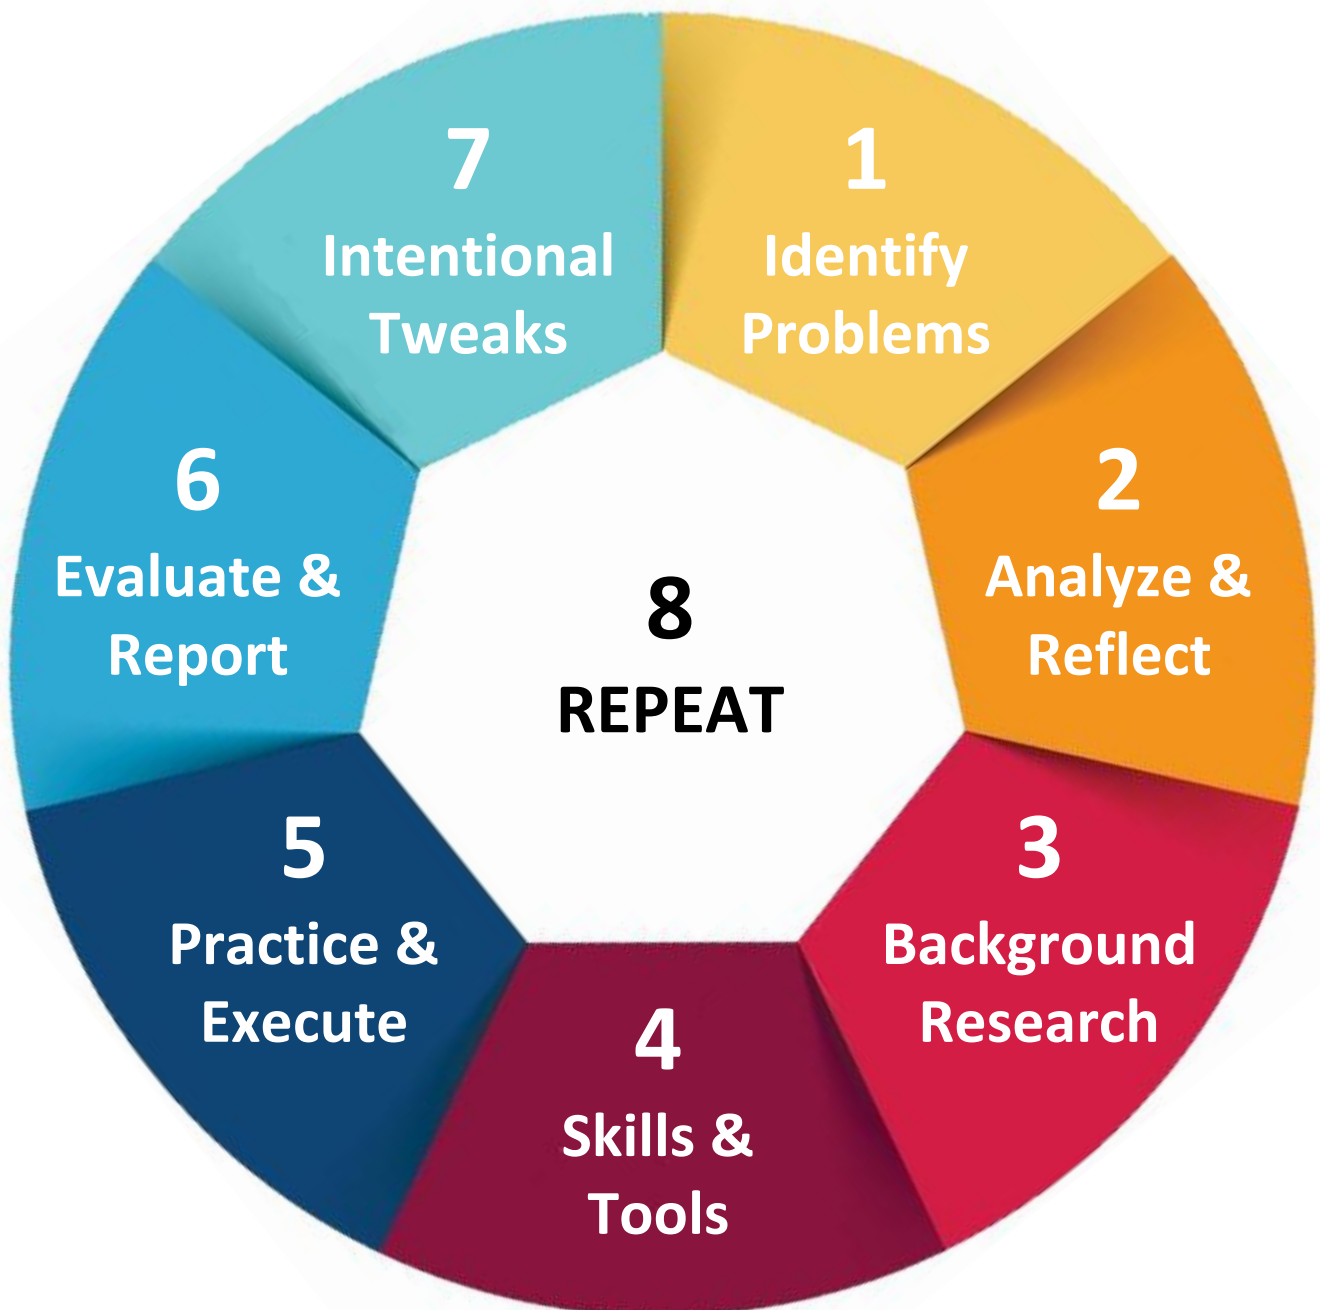 1
Identify
Problems
2
Analyze &
Reflect
3
Background
Research
4
Skills &
Tools
5
Practice &
Execute
6
Evaluate &
Report
7
Intentional
Tweaks
8
REPEAT